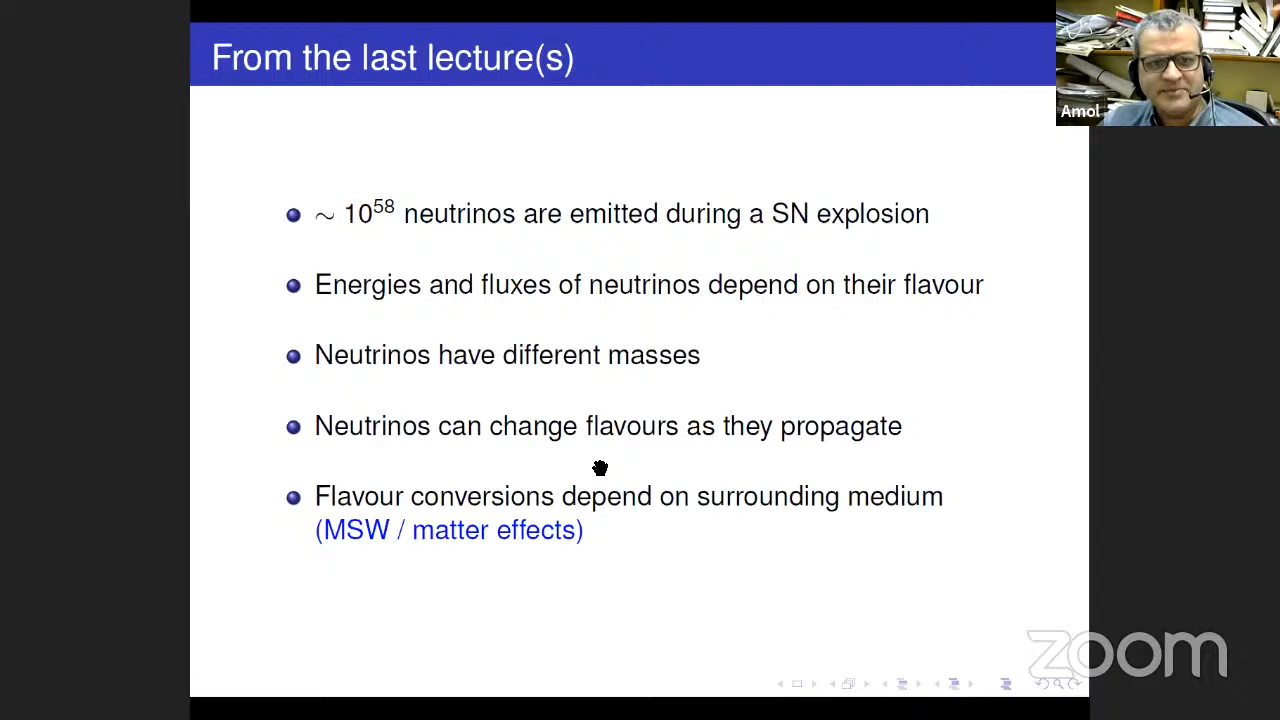 From the last lecture(s)
Amol
∼ 10⁵⁸ neutrinos are emitted during a SN explosion
Energies and fluxes of neutrinos depend on their flavour
Neutrinos have different masses
Neutrinos can change flavours as they propagate
Flavour conversions depend on surrounding medium
(MSW / matter effects)
zoom